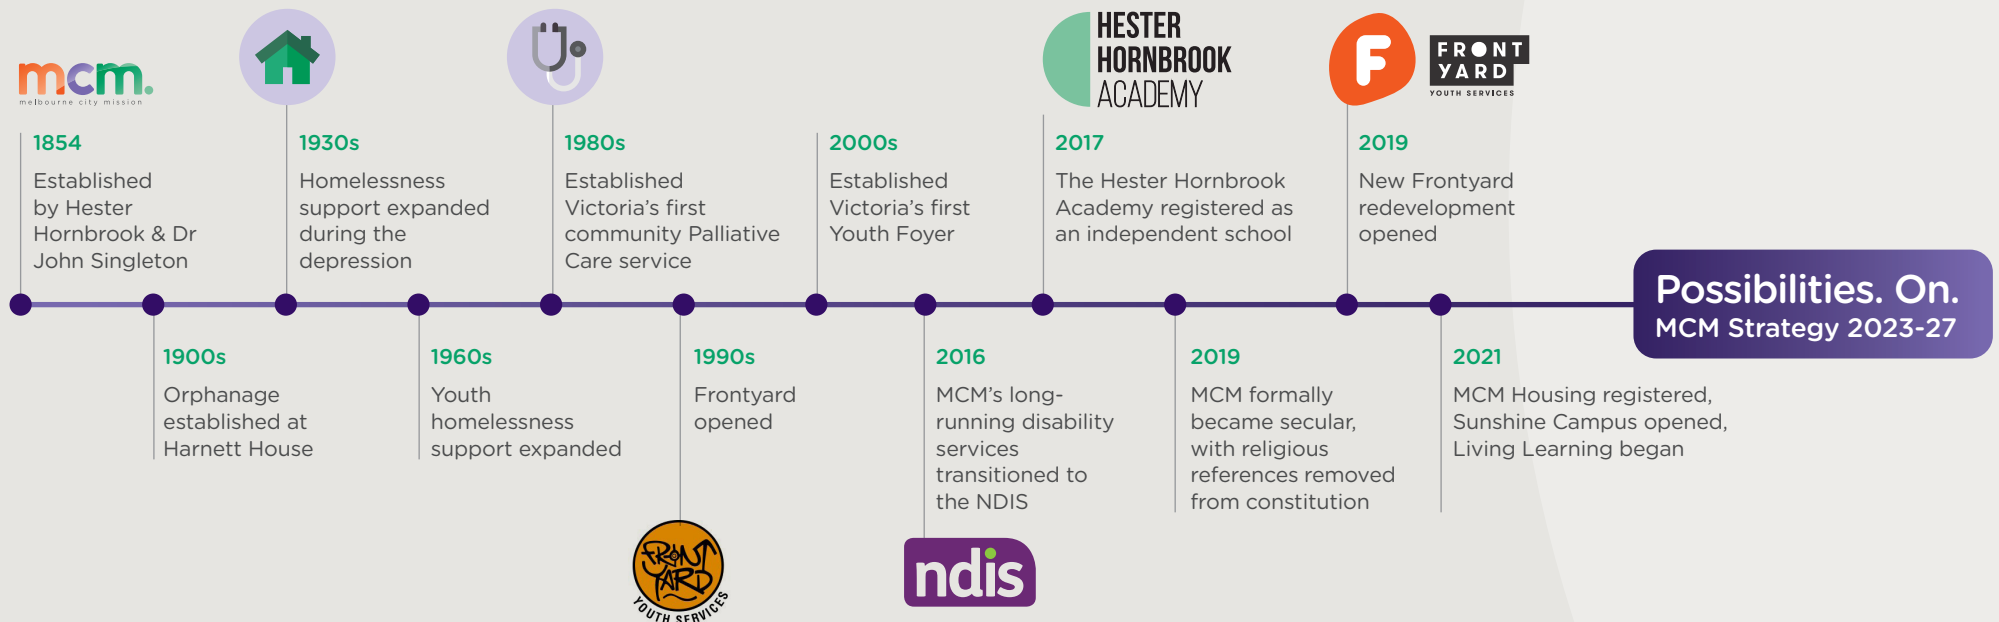 mcm.
melbourne city mission
1854
Established
by Hester
Hornbrook & Dr
John Singleton
1900s
Orphanage
established at
Harnett House
1930s
Homelessness
support expanded
during the
depression
1960s
Youth
homelessness
support expanded
1980s
Established
Victoria’s first
community Palliative
Care service
1990s
Frontyard
opened
FRONT
YARD
YOUTH SERVICES
2000s
Established
Victoria’s first
Youth Foyer
2016
MCM’s long-
running disability
services
transitioned to
the NDIS
ndis
HESTER
HORNBROOK
ACADEMY
2017
The Hester Hornbrook
Academy registered as
an independent school
2019
MCM formally
became secular,
with religious
references removed
from constitution
F
FRONT
YARD
YOUTH SERVICES
2019
New Frontyard
redevelopment
opened
2021
MCM Housing registered,
Sunshine Campus opened,
Living Learning began
Possibilities. On.
MCM Strategy 2023-27